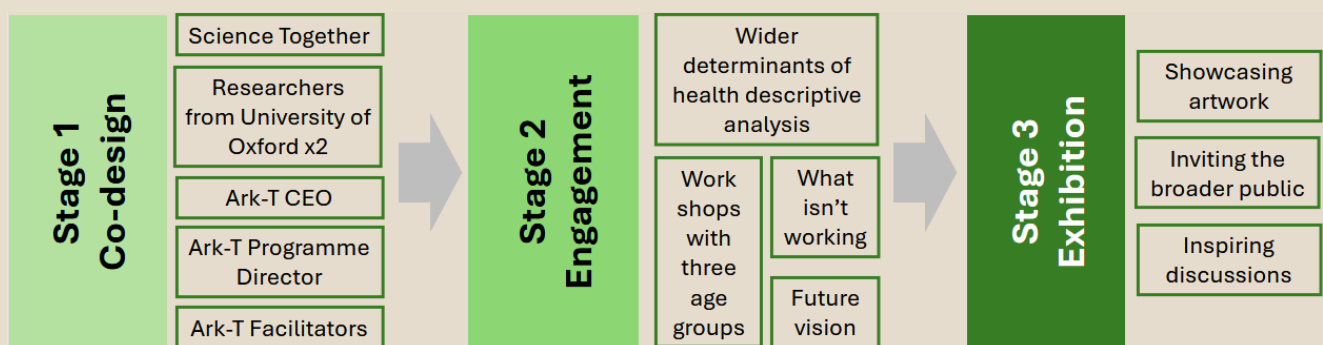 Stage 1
Co-design
Science Together
Researchers
from University of
Oxford x2
Ark-T CEO
Ark-T Programme
Director
Ark-T Facilitators
Stage 2
Engagement
Wider
determinants of
health descriptive
analysis
Work
shops
with
three
age
groups
What
isn’t
working
Future
vision
Stage 3
Exhibition
Showcasing
artwork
Inviting the
broader public
Inspiring
discussions